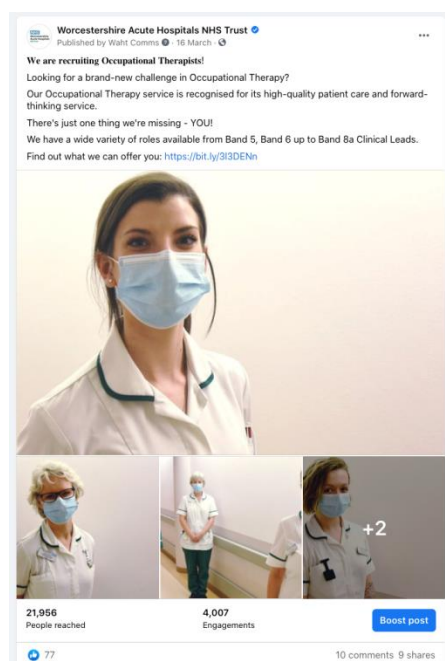 Worcestershire Acute Hospitals NHS Trust
Published by Waht Comms · 16 March ·
We are recruiting Occupational Therapists!
Looking for a brand-new challenge in Occupational Therapy?
Our Occupational Therapy service is recognised for its high-quality patient care and forward-
thinking service.
There's just one thing we're missing - YOU!
We have a wide variety of roles available from Band 5, Band 6 up to Band 8a Clinical Leads.
Find out what we can offer you: https://bit.ly/3I3DENn
+2
21,956
People reached
4,007
Engagements
Boost post
77
10 comments 9 shares